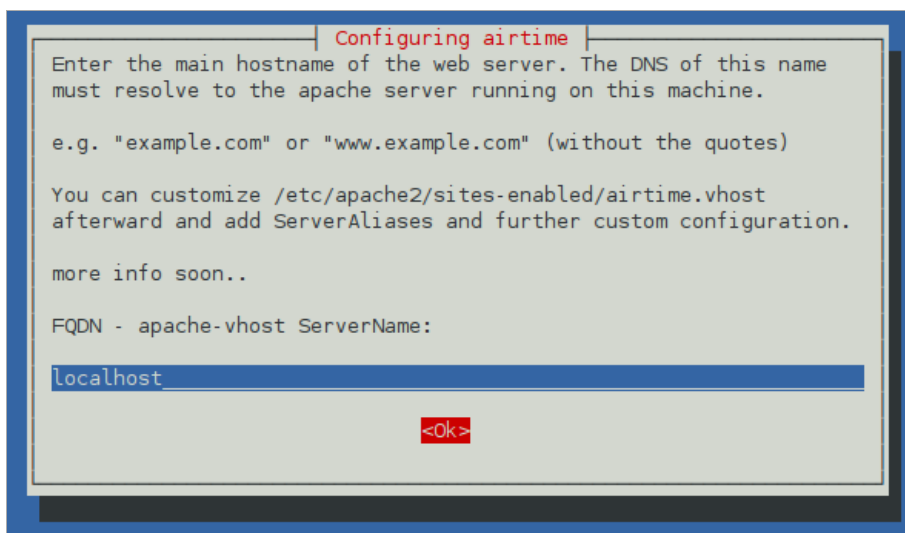 Configuring airtime
Enter the main hostname of the web server. The DNS of this name
must resolve to the apache server running on this machine.
e.g. "example.com" or "www.example.com" (without the quotes)
You can customize /etc/apache2/sites-enabled/airtime.vhost
afterward and add ServerAliases and further custom configuration.
more info soon..
FQDN - apache-vhost ServerName:
localhost
<Ok>